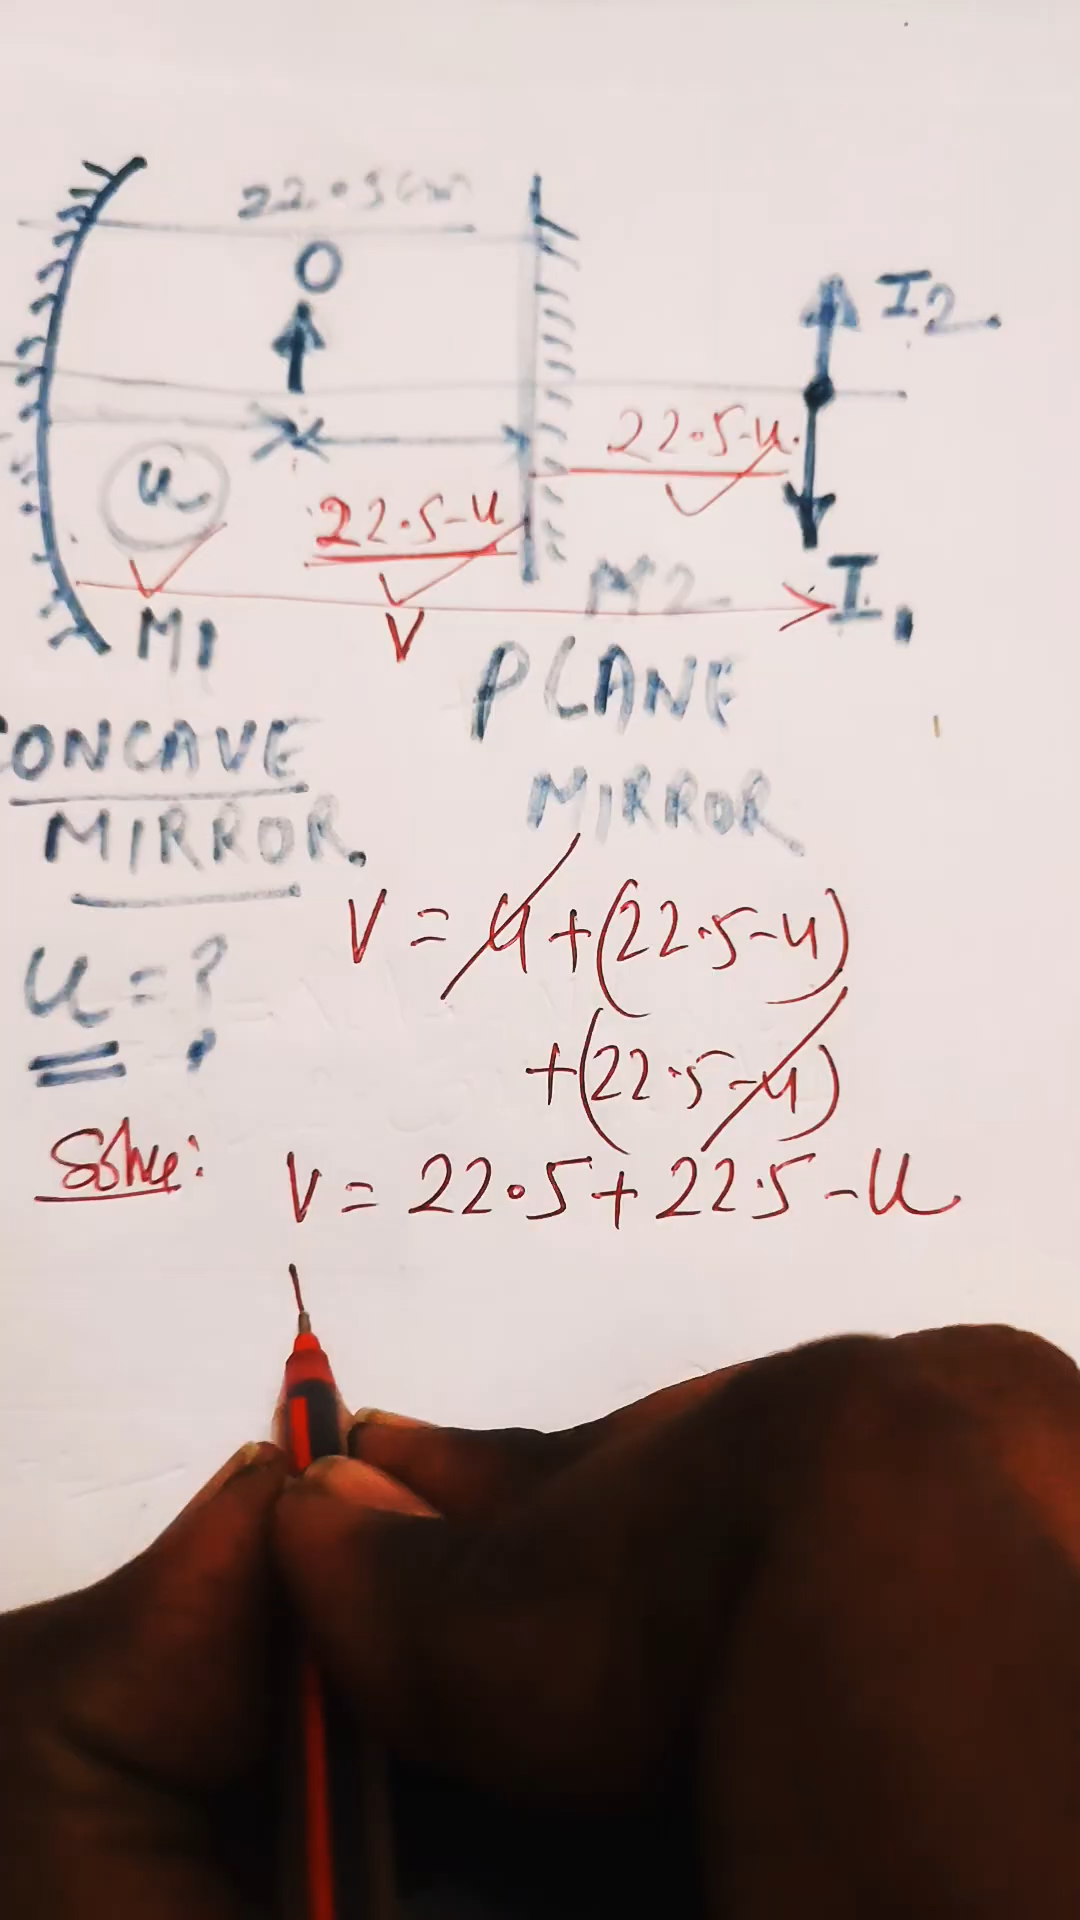 22.5cm
O
I2.
22.5-u.
u
22.5-u
M2
I1
M1
V
PLANE
CONCAVE
MIRROR
MIRROR.
V = u + (22.5-u)
u = ?
+ (22.5-u)
Solve:
V = 22.5 + 22.5 - u